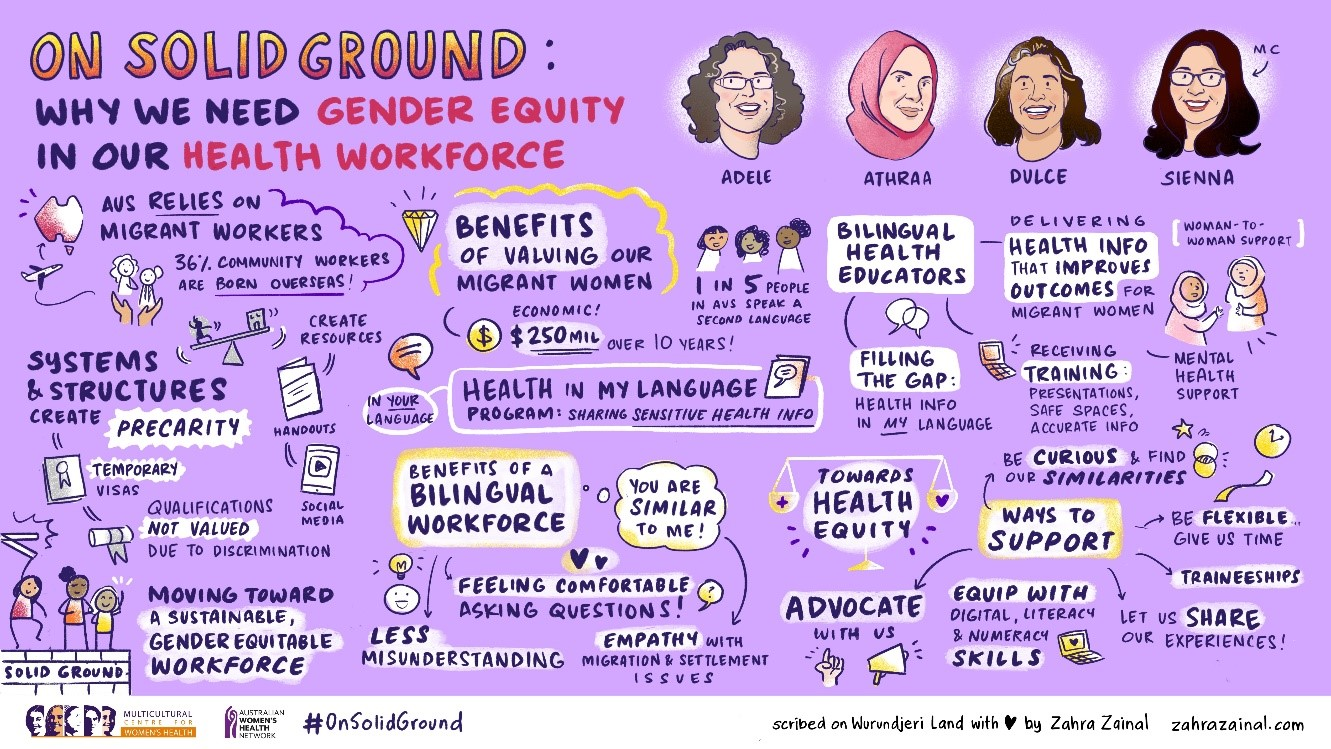 ON SOLID GROUND:
WHY WE NEED GENDER EQUITY
IN OUR HEALTH WORKFORCE
ADELE
ATHRAA
DULCE
SIENNA
MC
AUS RELIES ON
MIGRANT WORKERS
36% COMMUNITY WORKERS
ARE BORN OVERSEAS!
SYSTEMS
& STRUCTURES
CREATE PRECARITY
TEMPORARY
VISAS
QUALIFICATIONS
NOT VALUED
DUE TO DISCRIMINATION
MOVING TOWARD
A SUSTAINABLE,
GENDER EQUITABLE
WORKFORCE
SOLID GROUND
CREATE
RESOURCES
HANDOUTS
SOCIAL
MEDIA
BENEFITS
OF VALUING OUR
MIGRANT WOMEN
ECONOMIC!
$
$250MIL OVER 10 YEARS!
1 IN 5 PEOPLE
IN AUS SPEAK A
SECOND LANGUAGE
IN YOUR
LANGUAGE
HEALTH IN MY LANGUAGE
PROGRAM: SHARING SENSITIVE HEALTH INFO
BENEFITS OF A
BILINGUAL
WORKFORCE
YOU ARE
SIMILAR
TO ME!
FEELING COMFORTABLE
ASKING QUESTIONS!
?
LESS
MISUNDERSTANDING
EMPATHY WITH
MIGRATION & SETTLEMENT
ISSUES
BILINGUAL
HEALTH
EDUCATORS
DELIVERING
HEALTH INFO
THAT IMPROVES
OUTCOMES FOR
MIGRANT WOMEN
[WOMAN-TO-
WOMAN SUPPORT]
FILLING
THE GAP:
HEALTH INFO
IN MY LANGUAGE
RECEIVING
TRAINING:
PRESENTATIONS,
SAFE SPACES,
ACCURATE INFO
MENTAL
HEALTH
SUPPORT
TOWARDS
HEALTH
EQUITY
WAYS TO
SUPPORT
BE CURIOUS & FIND
OUR SIMILARITIES
BE FLEXIBLE...
GIVE US TIME
TRAINEESHIPS
LET US SHARE
OUR EXPERIENCES!
EQUIP WITH
DIGITAL, LITERACY
& NUMERACY
SKILLS
ADVOCATE
WITH US
MULTICULTURAL
CENTRE FOR
WOMEN'S HEALTH
AUSTRALIAN
WOMEN'S
HEALTH
NETWORK
#OnSolidGround
scribed on Wurundjeri Land with ♥ by Zahra Zainal
zahrazainal.com